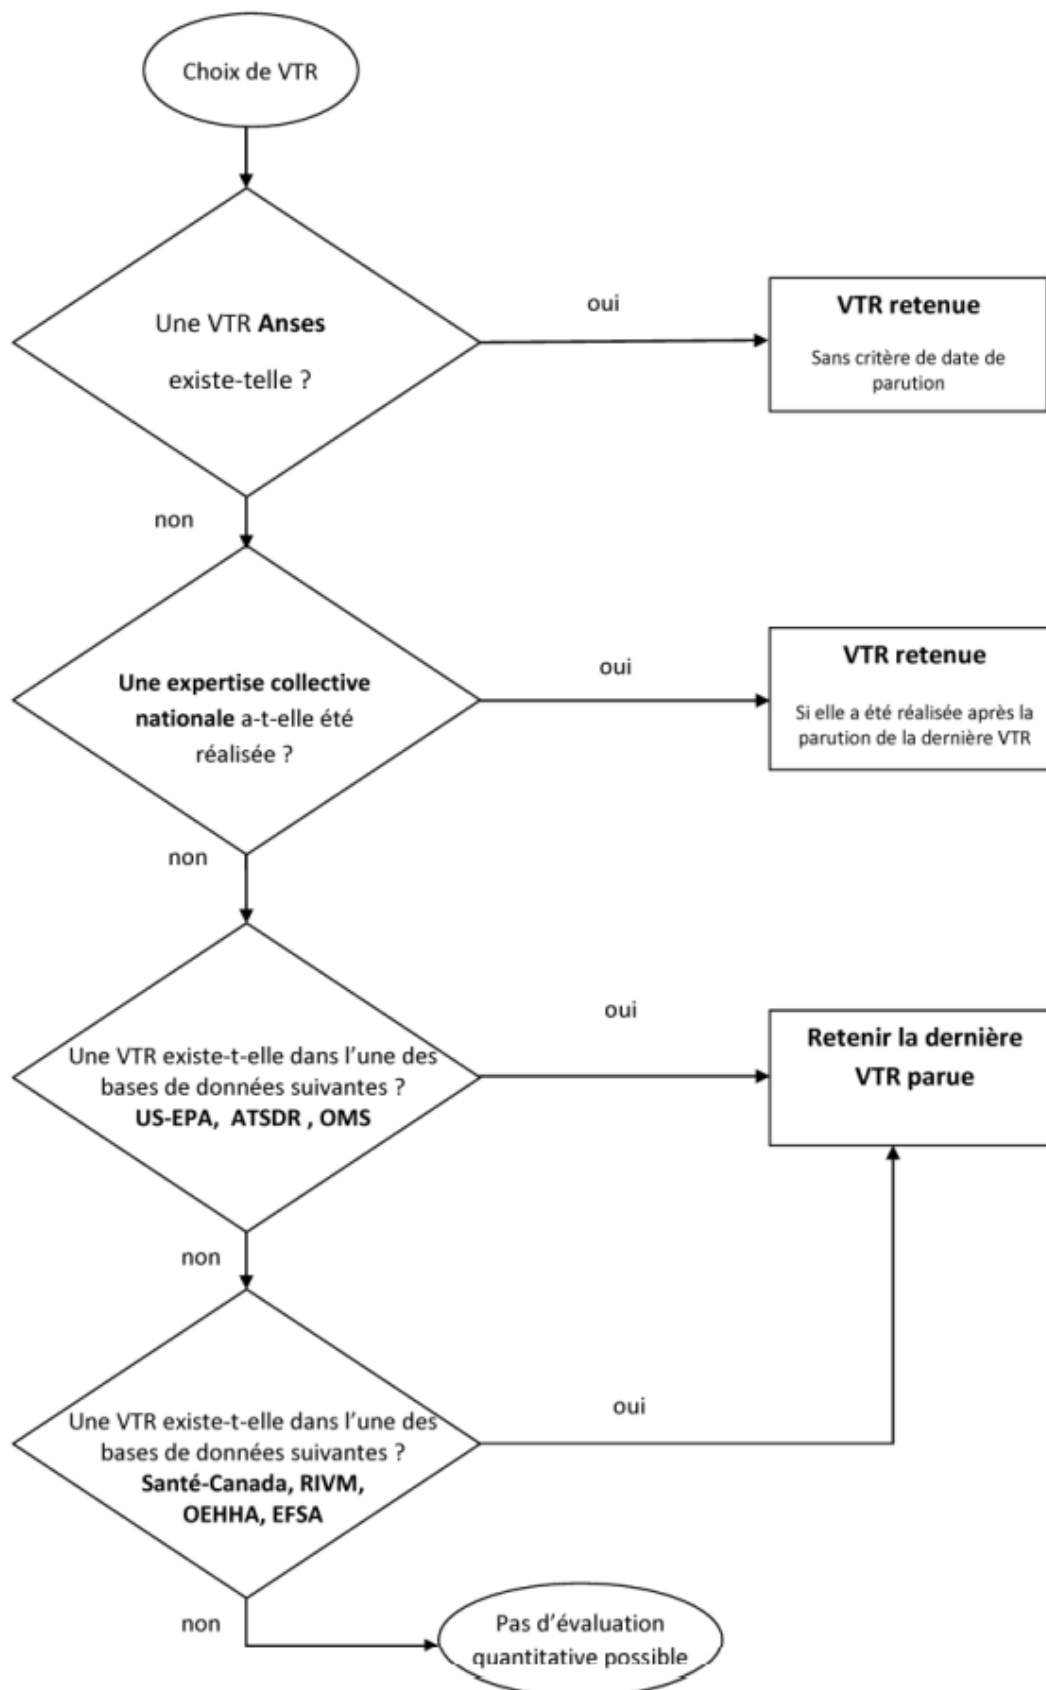 Choix de VTR
Une VTR Anses
existe-telle ?
oui
VTR retenue
Sans critère de date de
parution
non
Une expertise collective
nationale a-t-elle été
réalisée ?
oui
VTR retenue
Si elle a été réalisée après la
parution de la dernière VTR
non
Une VTR existe-t-elle dans l’une des
bases de données suivantes ?
US-EPA, ATSDR , OMS
oui
Retenir la dernière
VTR parue
non
Une VTR existe-t-elle dans l’une des
bases de données suivantes ?
Santé-Canada, RIVM,
OEHHA, EFSA
oui
non
Pas d’évaluation
quantitative possible